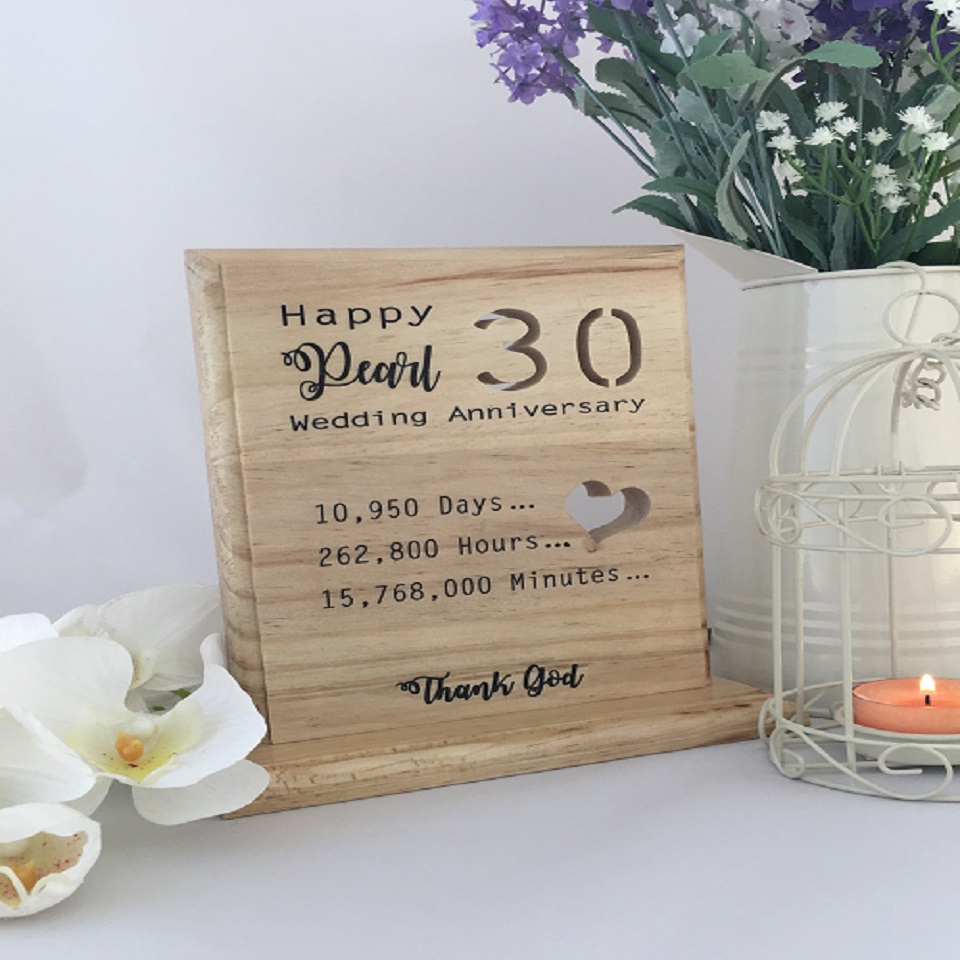 Happy
Pearl 30
Wedding Anniversary
10,950 Days...
262,800 Hours...
15,768,000 Minutes...
Thank God